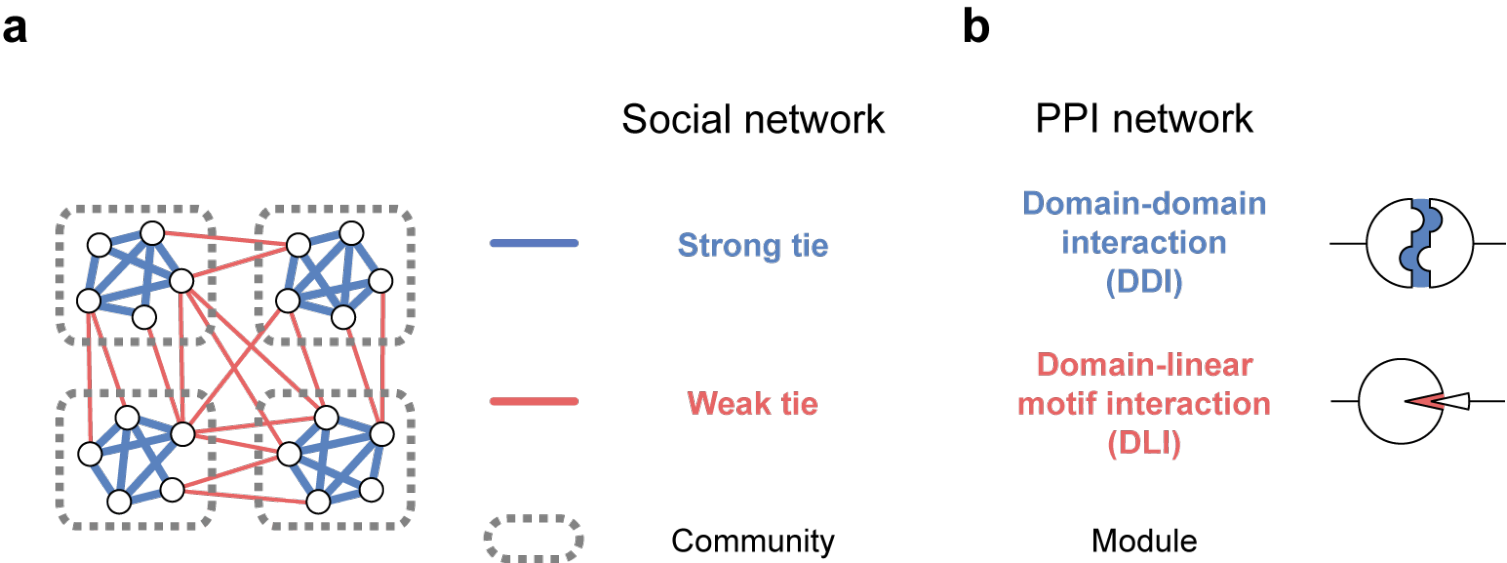 a
b
Social network
PPI network
Strong tie
Domain-domain
interaction
(DDI)
Weak tie
Domain-linear
motif interaction
(DLI)
Community
Module